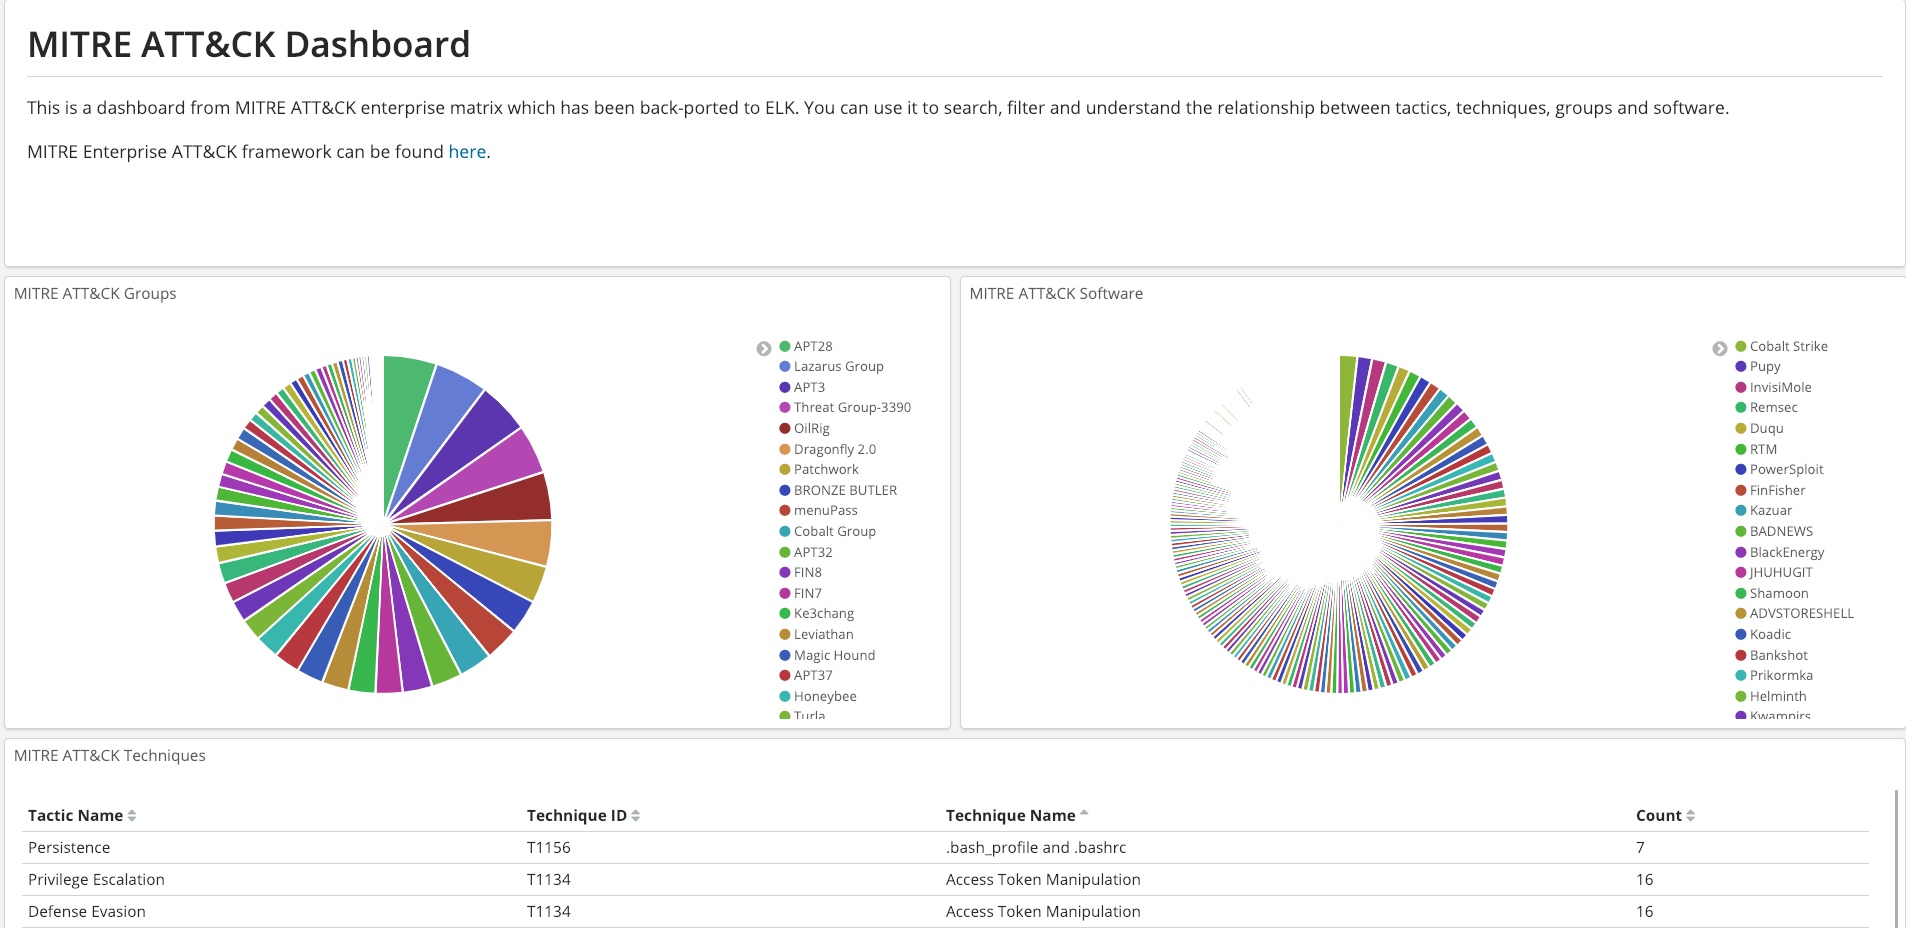 MITRE ATT&CK Dashboard
This is a dashboard from MITRE ATT&CK enterprise matrix which has been back-ported to ELK. You can use it to search, filter and understand the relationship between tactics, techniques, groups and software.
MITRE Enterprise ATT&CK framework can be found here.
MITRE ATT&CK Groups
APT28
Lazarus Group
APT3
Threat Group-3390
OilRig
Dragonfly 2.0
Patchwork
BRONZE BUTLER
menuPass
Cobalt Group
APT32
FIN8
FIN7
Ke3chang
Leviathan
Magic Hound
APT37
Honeybee
Turla
MITRE ATT&CK Software
Cobalt Strike
Pupy
InvisiMole
Remsec
Duqu
RTM
PowerSploit
FinFisher
Kazuar
BADNEWS
BlackEnergy
JHUHUGIT
Shamoon
ADVSTORESHELL
Koadic
Bankshot
Prikormka
Helminth
Kwampirs
MITRE ATT&CK Techniques
Tactic Name Technique ID Technique Name Count
Persistence T1156 .bash_profile and .bashrc 7
Privilege Escalation T1134 Access Token Manipulation 16
Defense Evasion T1134 Access Token Manipulation 16